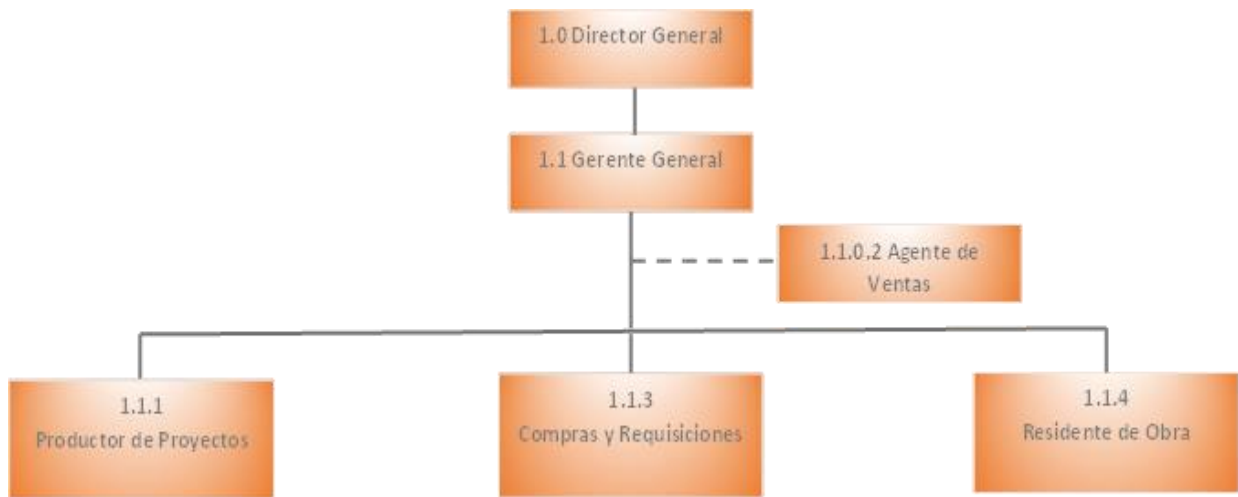 1.0 Director General
1.1 Gerente General
1.1.0.2 Agente de
Ventas
1.1.1
Productor de Proyectos
1.1.3
Compras y Requisiciones
1.1.4
Residente de Obra